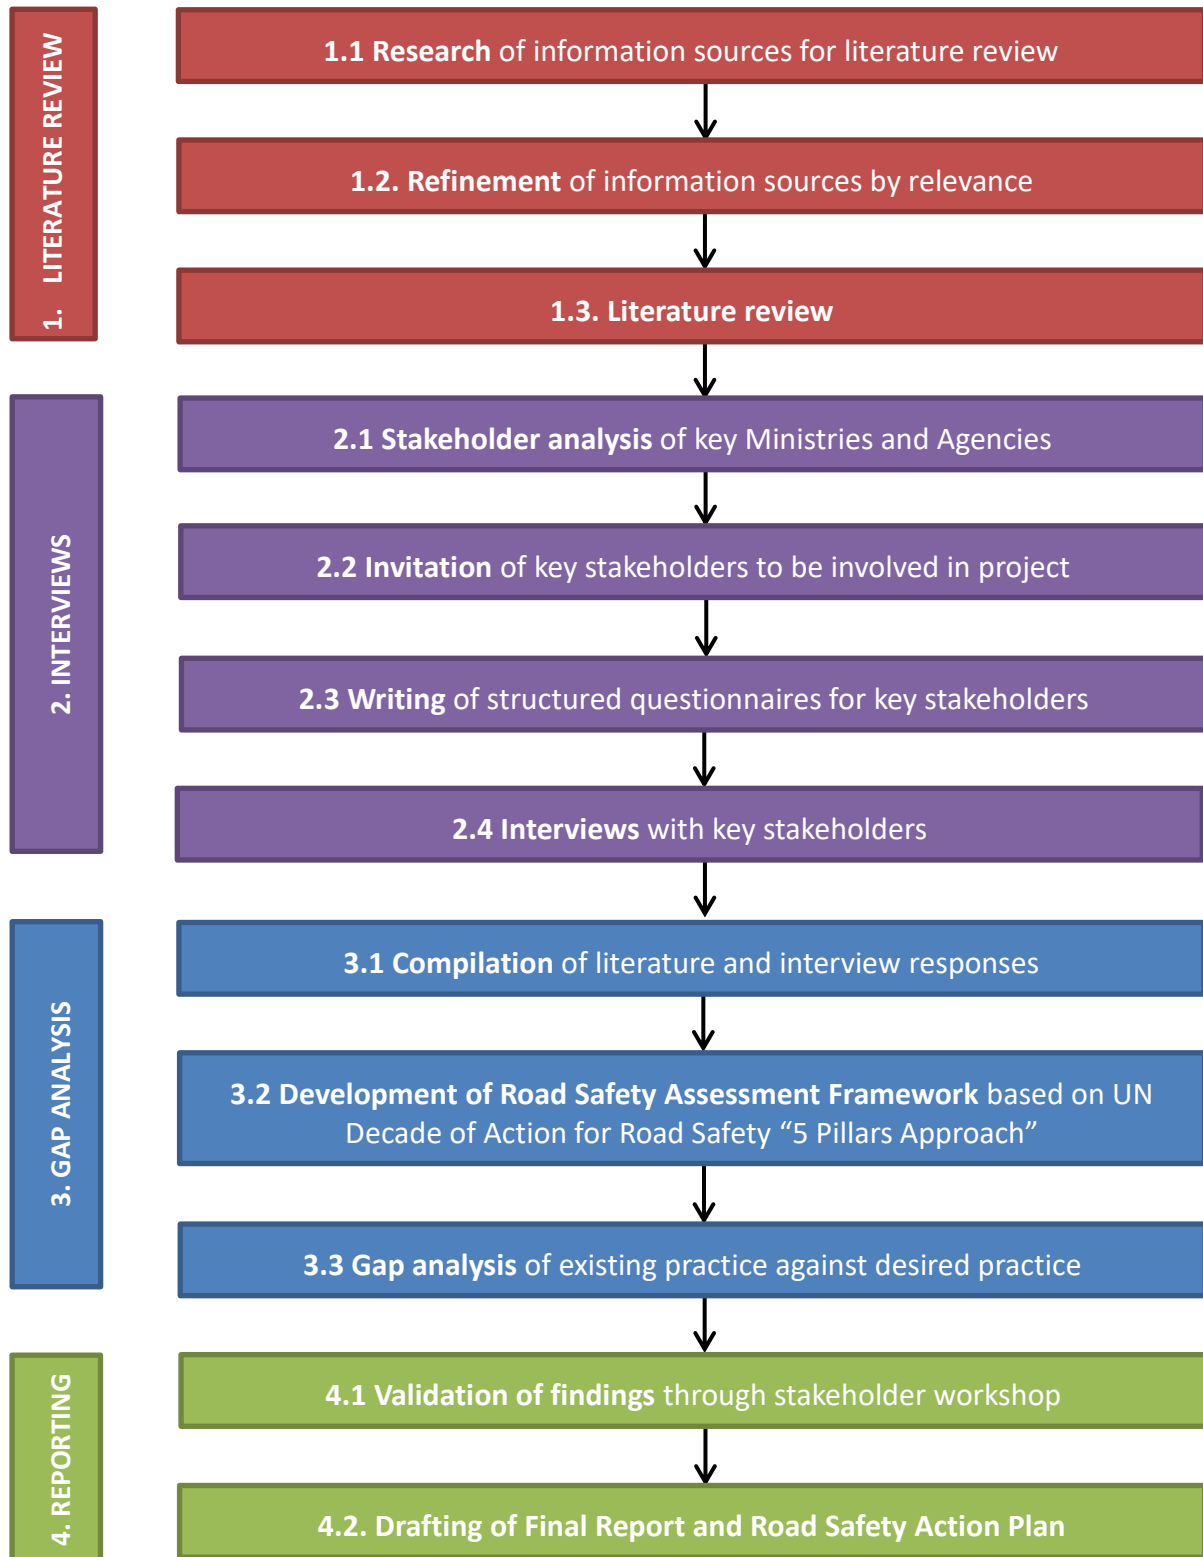 1. LITERATURE REVIEW
1.1 Research of information sources for literature review
1.2. Refinement of information sources by relevance
1.3. Literature review
2. INTERVIEWS
2.1 Stakeholder analysis of key Ministries and Agencies
2.2 Invitation of key stakeholders to be involved in project
2.3 Writing of structured questionnaires for key stakeholders
2.4 Interviews with key stakeholders
3. GAP ANALYSIS
3.1 Compilation of literature and interview responses
3.2 Development of Road Safety Assessment Framework based on UN
Decade of Action for Road Safety “5 Pillars Approach”
3.3 Gap analysis of existing practice against desired practice
4. REPORTING
4.1 Validation of findings through stakeholder workshop
4.2. Drafting of Final Report and Road Safety Action Plan